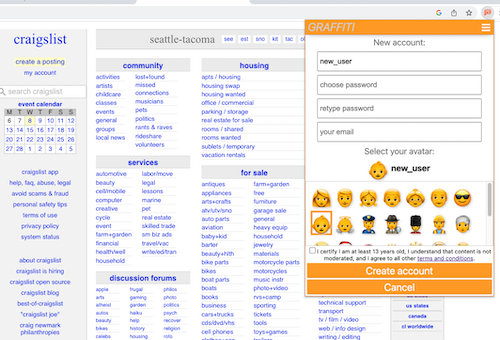 craigslist
create a posting
my account
search craigslist
event calendar
M T W T F S S
6 7 8 9 10 11 12
13 14 15 16 17 18 19
20 21 22 23 24 25 26
27 28 1 2 3 4 5
craigslist app
help, faq, abuse, legal
avoid scams & fraud
personal safety tips
terms of use
privacy policy
system status
about craigslist
craigslist is hiring
craigslist open source
craigslist blog
best-of-craigslist
"craigslist joe"
craig newmark
philanthropies
seattle-tacoma
see est sno kit tac
community
activities lost+found
artists missed
childcare connections
classes musicians
events pets
general politics
groups rants & raves
local news rideshare
volunteers
services
automotive labor/move
beauty legal
cell/mobile lessons
computer marine
creative pet
cycle real estate
event skilled trade
farm+garden sm biz ads
financial travel/vac
health/well write/ed/tran
household
discussion forums
apple frugal philos
arts gaming photo
atheist garden politics
autos haiku psych
beauty help recover
bikes history religion
celebs housing rofo
housing
apts / housing
housing swap
housing wanted
office / commercial
parking / storage
real estate for sale
rooms / shared
rooms wanted
sublets / temporary
vacation rentals
for sale
antiques farm+garden
appliances free
arts+crafts furniture
atv/utv/sno garage sale
auto parts general
aviation heavy equip
baby+kid household
barter jewelry
beauty+hlth materials
bike parts motorcycle parts
bikes motorcycles
boat parts music instr
boats photo+video
books rvs+camp
business sporting
cars+trucks tickets
cds/dvd/vhs tools
cell phones toys+games
clothes+acc trailers
technical support
transport
tv / film / video
web / info design
writing / editing
us states
canada
cl worldwide
GRAFFITI
New account:
new_user
choose password
retype password
your email
Select your avatar:
new_user
I certify I am at least 13 years old, I understand that content is not
moderated, and I agree to all other terms and conditions.
Create account
Cancel